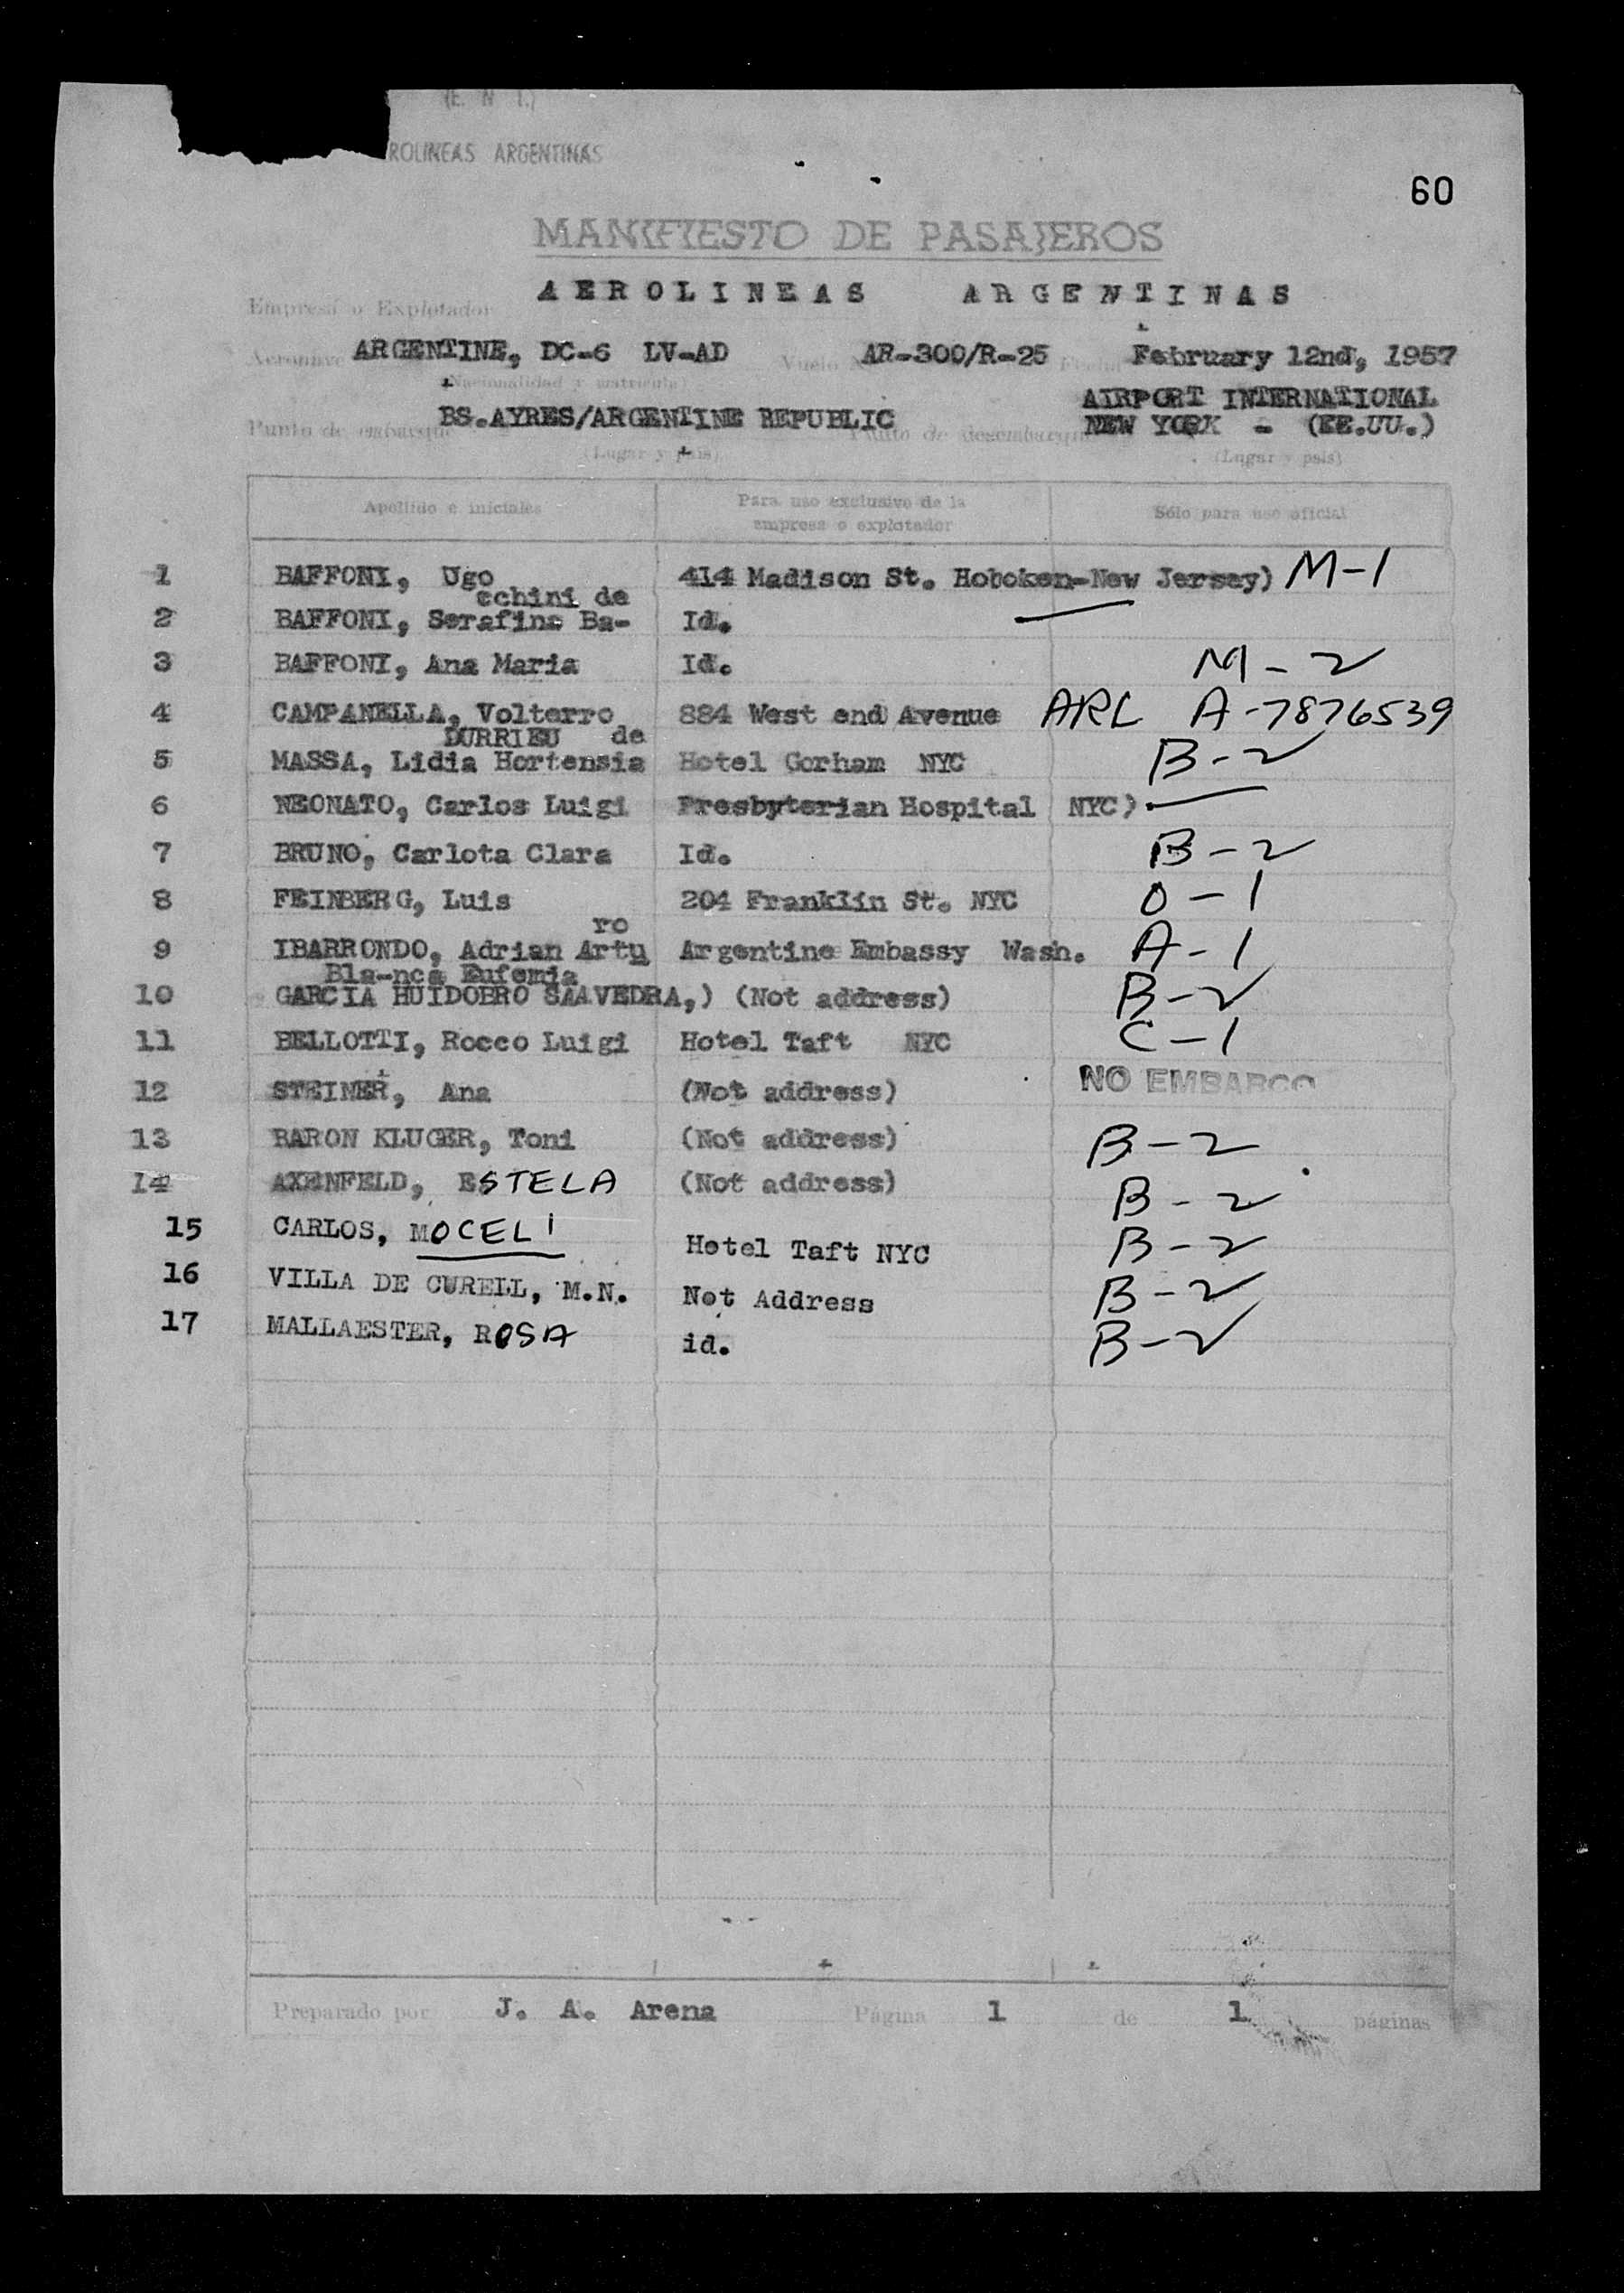 (E. N T.)
ROLINEAS ARGENTINAS
60
MANIFIESTO DE PASAJEROS
Empresa o Explotador AEROLINEAS ARGENTINAS
Aeronave ARGENTINE, DC-6 LV-AD Vuelo AR-300/R-25 February 12nd, 1957
(Nacionalidad y matrícula)
Punto de embarque BS.AYRES/ARGENTINE REPUBLIC Punto de desembarque AIRPORT INTERNATIONAL
NEW YORK - (EE.UU.)
(Lugar y país) (Lugar y país)
Apellido e iniciales Para uso exclusivo de la empresa o explotador Sólo para uso oficial
1 BAFFONI, Ugo 414 Madison St. Hoboken-New Jersey) M-1
cchini de
2 BAFFONI, Serafina Ba- Id. —
3 BAFFONI, Ana Maria Id. M-2
4 CAMPANELLA, Volterro 884 West end Avenue ARC A-7876539
DURRIEU de
5 MASSA, Lidia Hortensia Hotel Gorham NYC B-2
6 NEONATO, Carlos Luigi Presbyterian Hospital NYC) —
7 BRUNO, Carlota Clara Id. B-2
8 FEINBERG, Luis 204 Franklin St. NYC O-1
ro
9 IBARRONDO, Adrian Artu Argentine Embassy Wash. A-1
Bla-nca Eufemia
10 GARCIA HUIDOBRO SAAVEDRA,) (Not address) B-2
11 BELLOTTI, Rocco Luigi Hotel Taft NYC C-1
12 STEINER, Ana (Not address) NO EMBARCO
13 BARON KLUGER, Toni (Not address) B-2
14 AXENFELD, ESTELA (Not address) B-2
15 CARLOS, MOCELI Hotel Taft NYC B-2
16 VILLA DE CURELL, M.N. Not Address B-2
17 MALLAESTER, ROSA id. B-2
Preparado por J. A. Arena Página 1 de 1 páginas